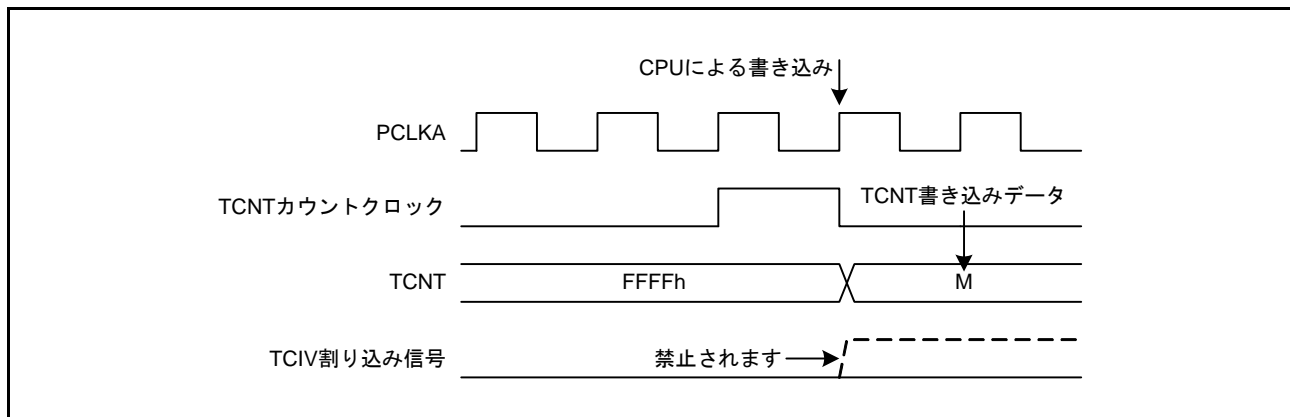 CPUによる書き込み
PCLKA
TCNTカウントクロック
TCNT書き込みデータ
TCNT
FFFFh
M
TCIV割り込み信号
禁止されます